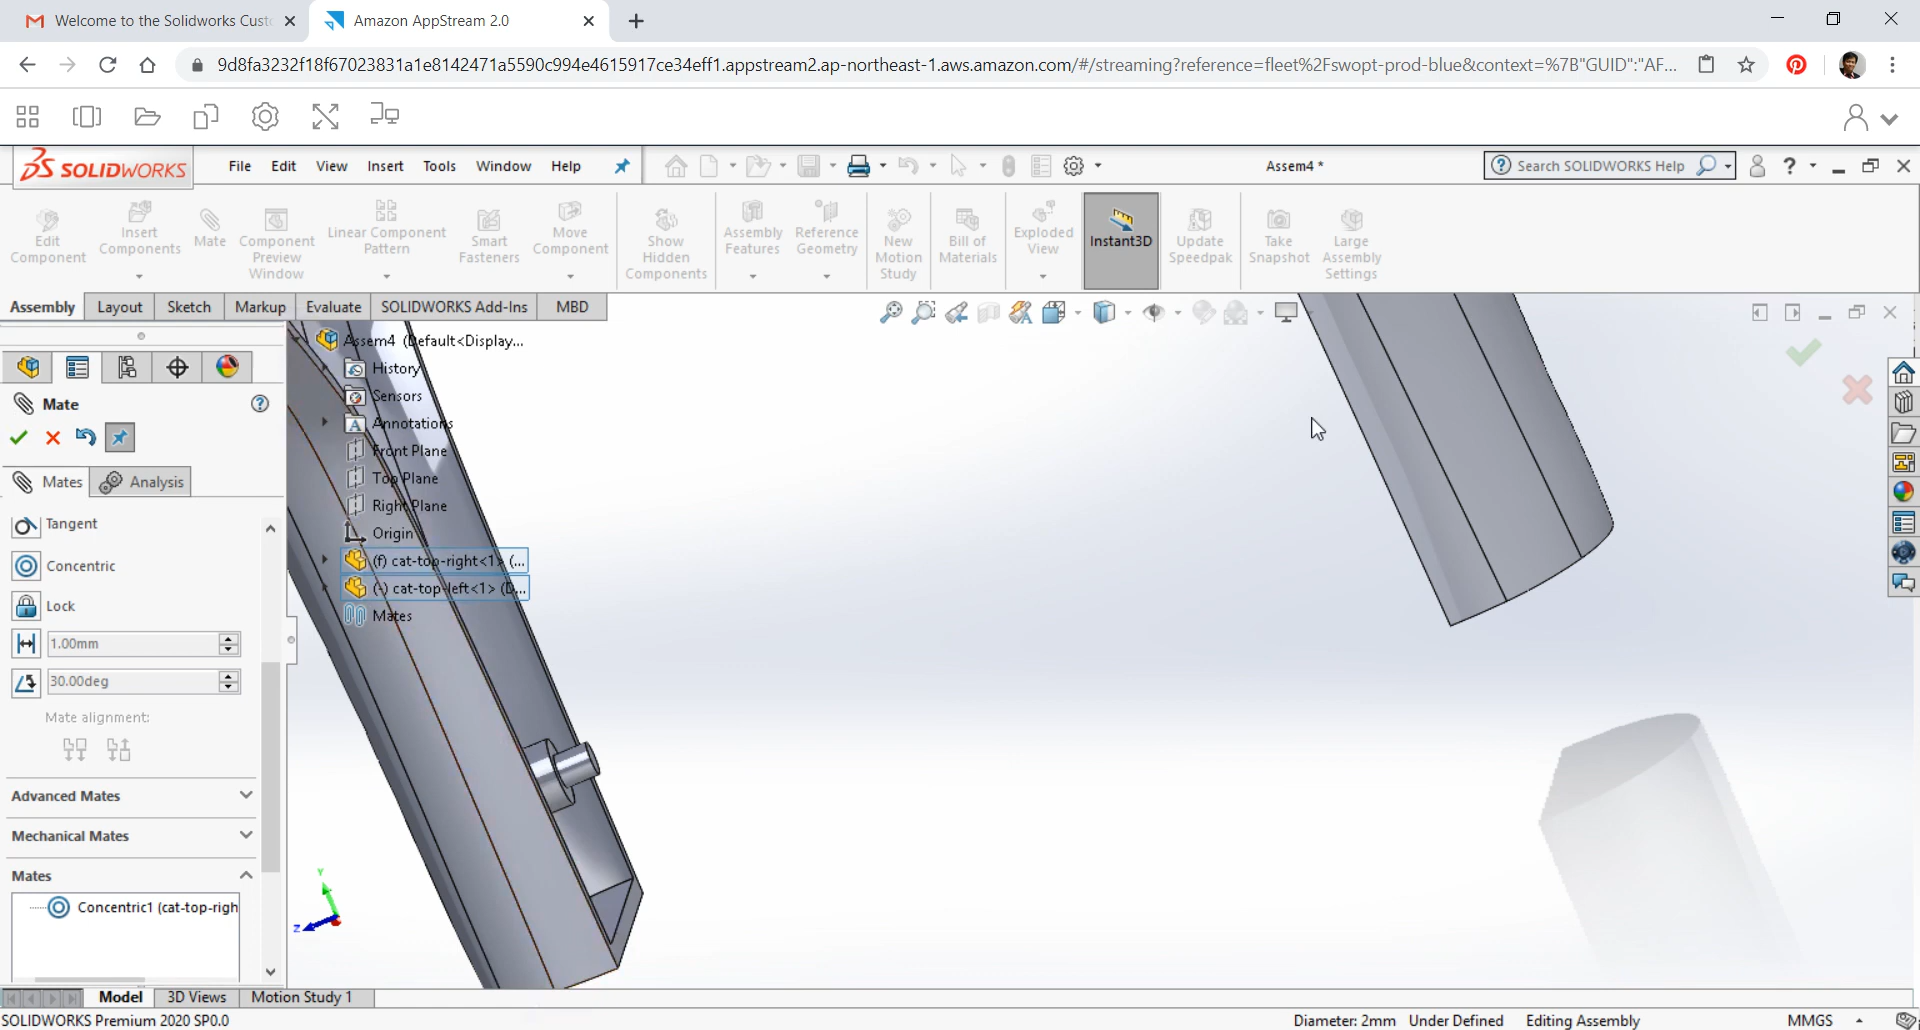 Welcome to the Solidworks Cust
Amazon AppStream 2.0
9d8fa3232f18f67023831a1e8142471a5590c994e4615917ce34eff1.appstream2.ap-northeast-1.aws.amazon.com/#/streaming?reference=fleet%2Fswopt-prod-blue&context=%7B"GUID":"AF...
SOLIDWORKS
File Edit View Insert Tools Window Help
Assem4 *
Search SOLIDWORKS Help
Edit Component
Insert Components
Mate
Component Preview Window
Linear Component Pattern
Smart Fasteners
Move Component
Show Hidden Components
Assembly Features
Reference Geometry
New Motion Study
Bill of Materials
Exploded View
Instant3D
Update Speedpak
Take Snapshot
Large Assembly Settings
Assembly Layout Sketch Markup Evaluate SOLIDWORKS Add-Ins MBD
Assem4 (Default<Display...
History
Sensors
Annotations
Front Plane
Top Plane
Right Plane
Origin
(f) cat-top-right<1> (...
(-) cat-top-left<1> (D...
Mates
Mate
Mates Analysis
Tangent
Concentric
Lock
1.00mm
30.00deg
Mate alignment:
Advanced Mates
Mechanical Mates
Mates
Concentric1 (cat-top-righ
Y
Z
Model 3D Views Motion Study 1
SOLIDWORKS Premium 2020 SP0.0
Diameter: 2mm Under Defined Editing Assembly MMGS